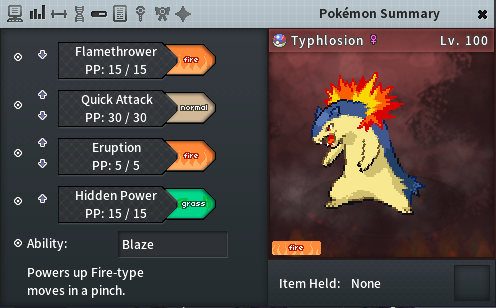 Pokémon Summary
Flamethrower
PP: 15 / 15
fire
Quick Attack
PP: 30 / 30
normal
Eruption
PP: 5 / 5
fire
Hidden Power
PP: 15 / 15
grass
Ability: Blaze
Powers up Fire-type
moves in a pinch.
Typhlosion ♀ Lv. 100
fire
Item Held: None